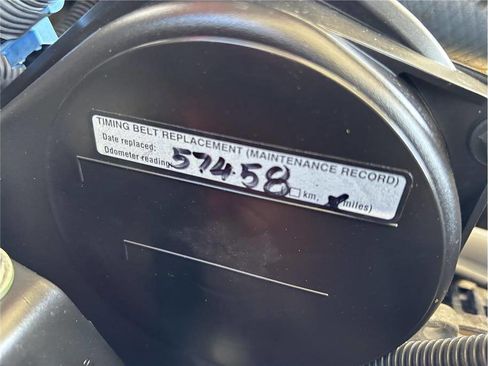 TIMING BELT REPLACEMENT (MAINTENANCE RECORD)
Date replaced:
Odometer reading: 57458 □ km, x miles)